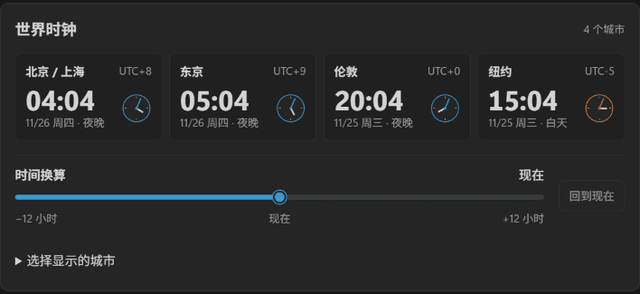 世界时钟
4 个城市
北京 / 上海 UTC+8
04:04
11/26 周四 · 夜晚
东京 UTC+9
05:04
11/26 周四 · 夜晚
伦敦 UTC+0
20:04
11/25 周三 · 夜晚
纽约 UTC-5
15:04
11/25 周三 · 白天
时间换算
现在
回到现在
−12 小时
现在
+12 小时
▶ 选择显示的城市